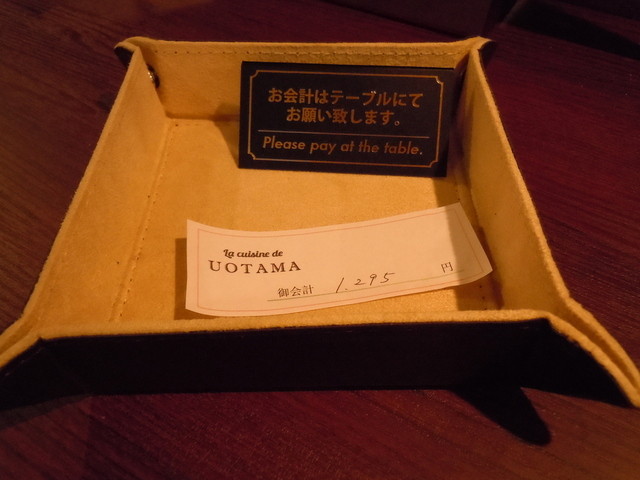 お会計はテーブルにて
お願い致します。
Please pay at the table.
La cuisine de
UOTAMA
御会計 1.295 円